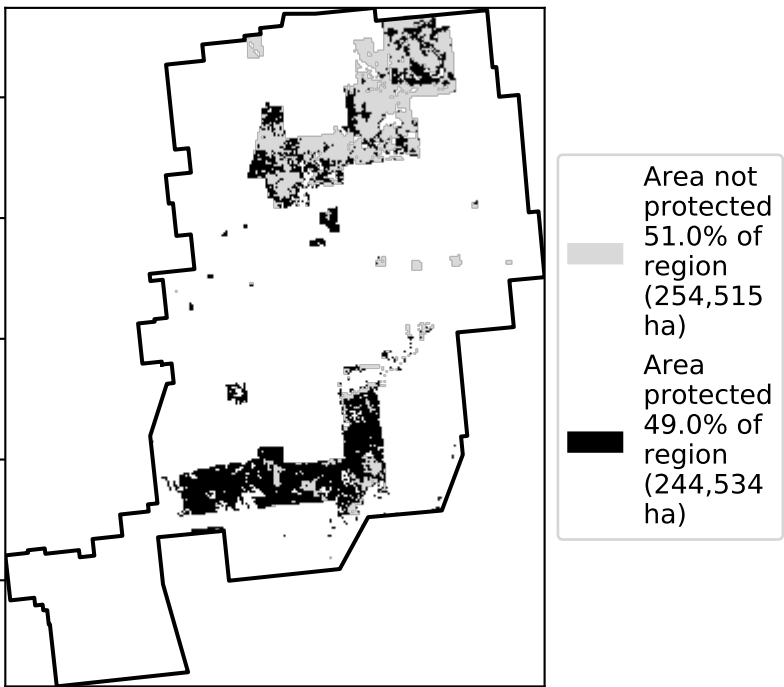 Area not
protected
51.0% of
region
(254,515
ha)
Area
protected
49.0% of
region
(244,534
ha)